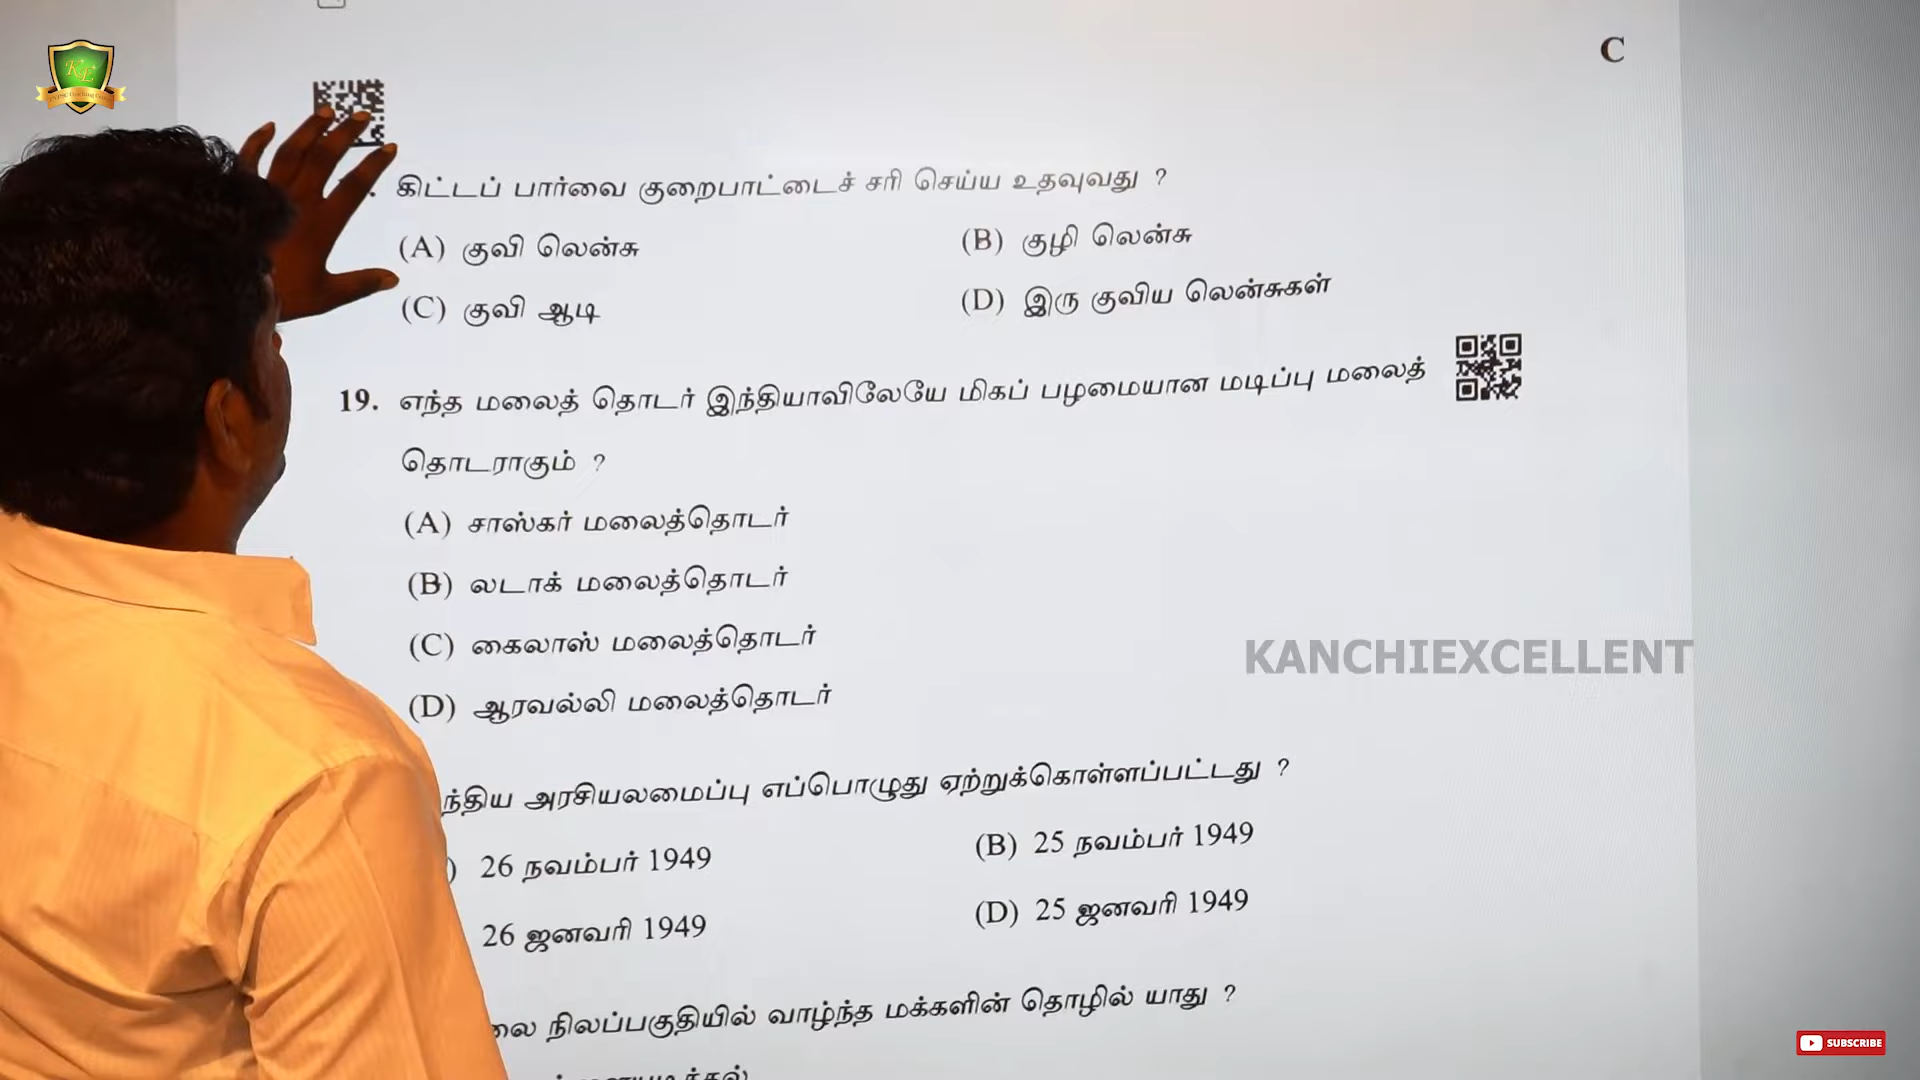 C
கிட்டப் பார்வை குறைபாட்டைச் சரி செய்ய உதவுவது ?
(A) குவி லென்சு (B) குழி லென்சு
(C) குவி ஆடி (D) இரு குவிய லென்சுகள்
19. எந்த மலைத் தொடர் இந்தியாவிலேயே மிகப் பழமையான மடிப்பு மலைத்
தொடராகும் ?
(A) சாஸ்கர் மலைத்தொடர்
(B) லடாக் மலைத்தொடர்
(C) கைலாஸ் மலைத்தொடர்
(D) ஆரவல்லி மலைத்தொடர்
KANCHIEXCELLENT
ந்திய அரசியலமைப்பு எப்பொழுது ஏற்றுக்கொள்ளப்பட்டது ?
) 26 நவம்பர் 1949 (B) 25 நவம்பர் 1949
26 ஜனவரி 1949 (D) 25 ஜனவரி 1949
லை நிலப்பகுதியில் வாழ்ந்த மக்களின் தொழில் யாது ?
SUBSCRIBE